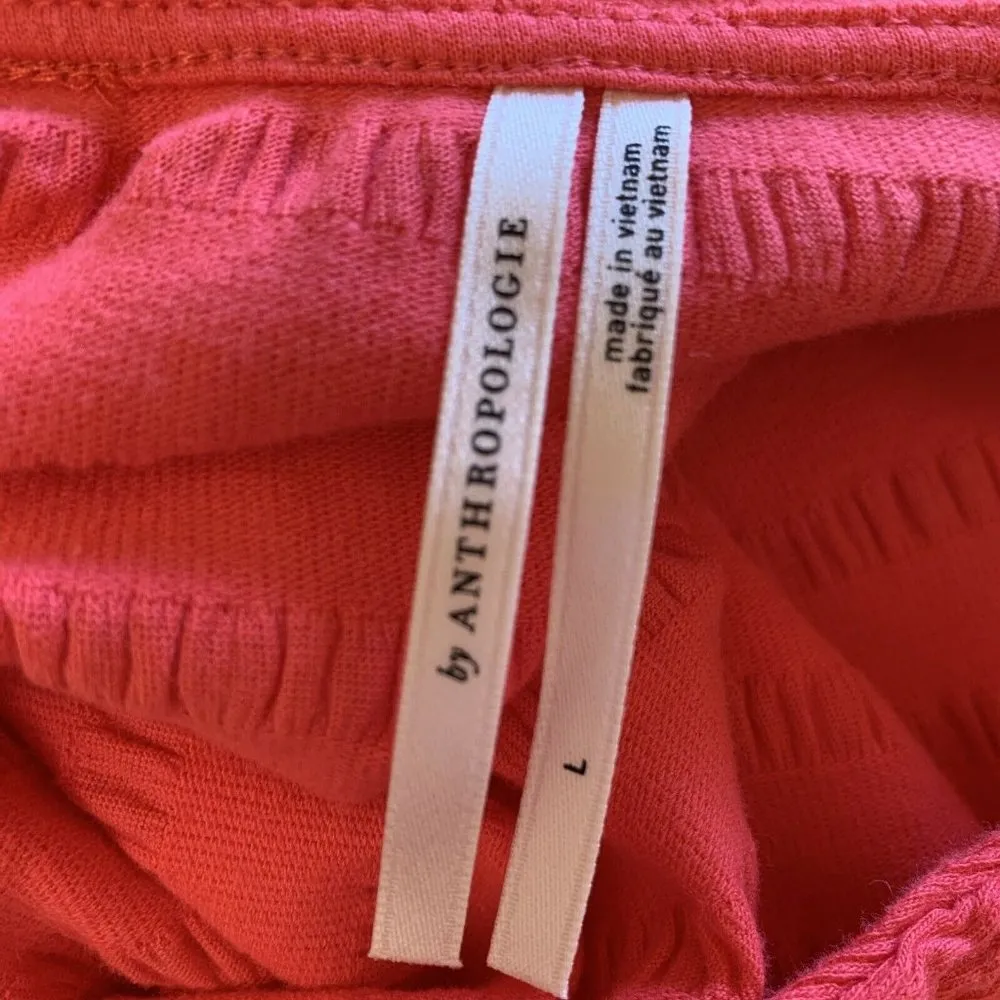 by ANTHROPOLOGIE
made in vietnam
fabriqué au vietnam
L